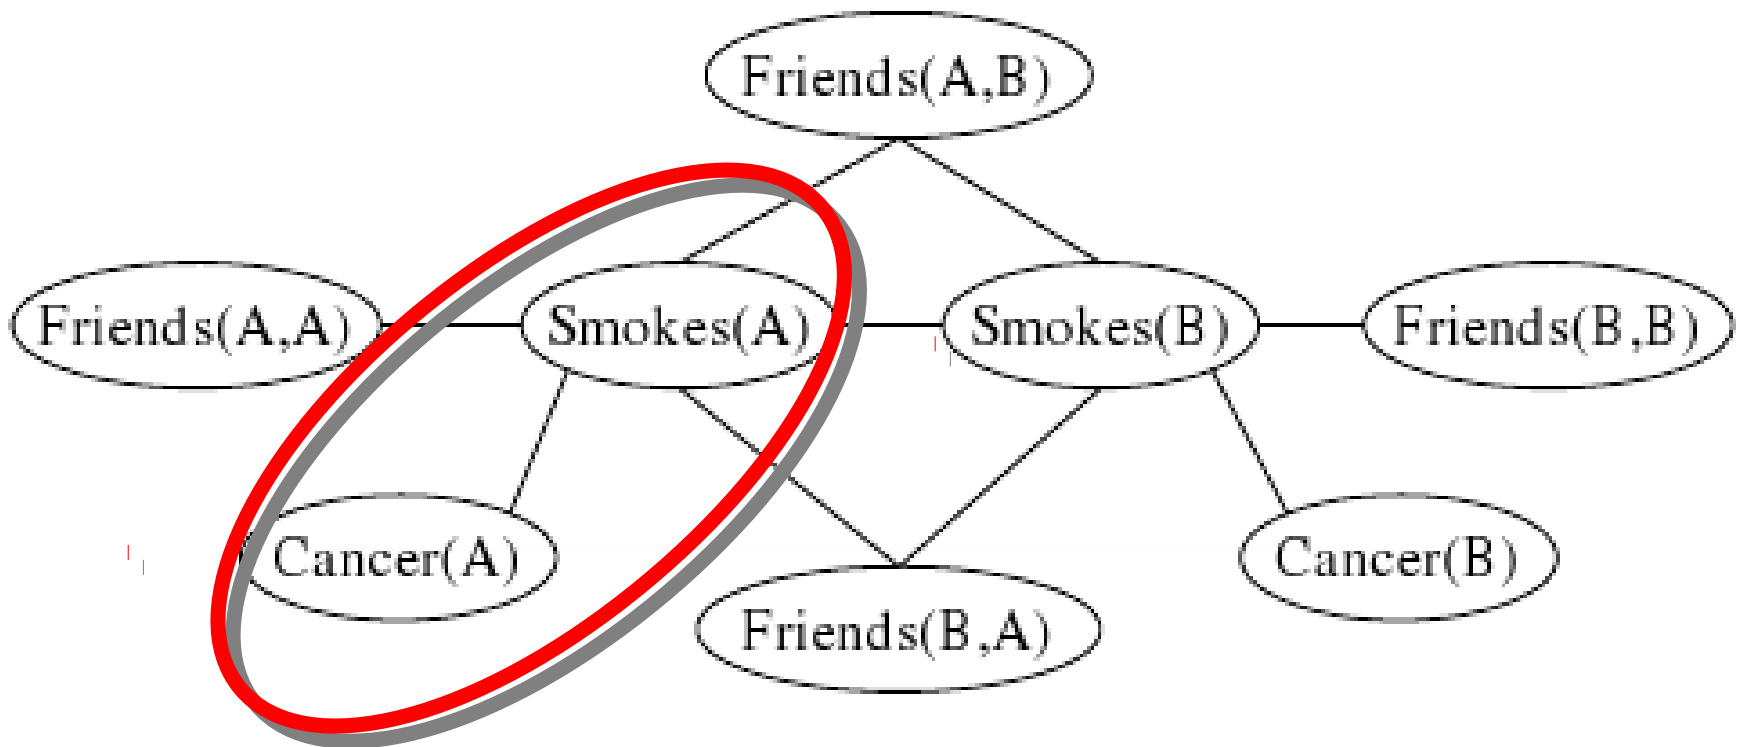 Friends(A,B)
Friends(A,A)
Smokes(A)
Smokes(B)
Friends(B,B)
Cancer(A)
Cancer(B)
Friends(B,A)